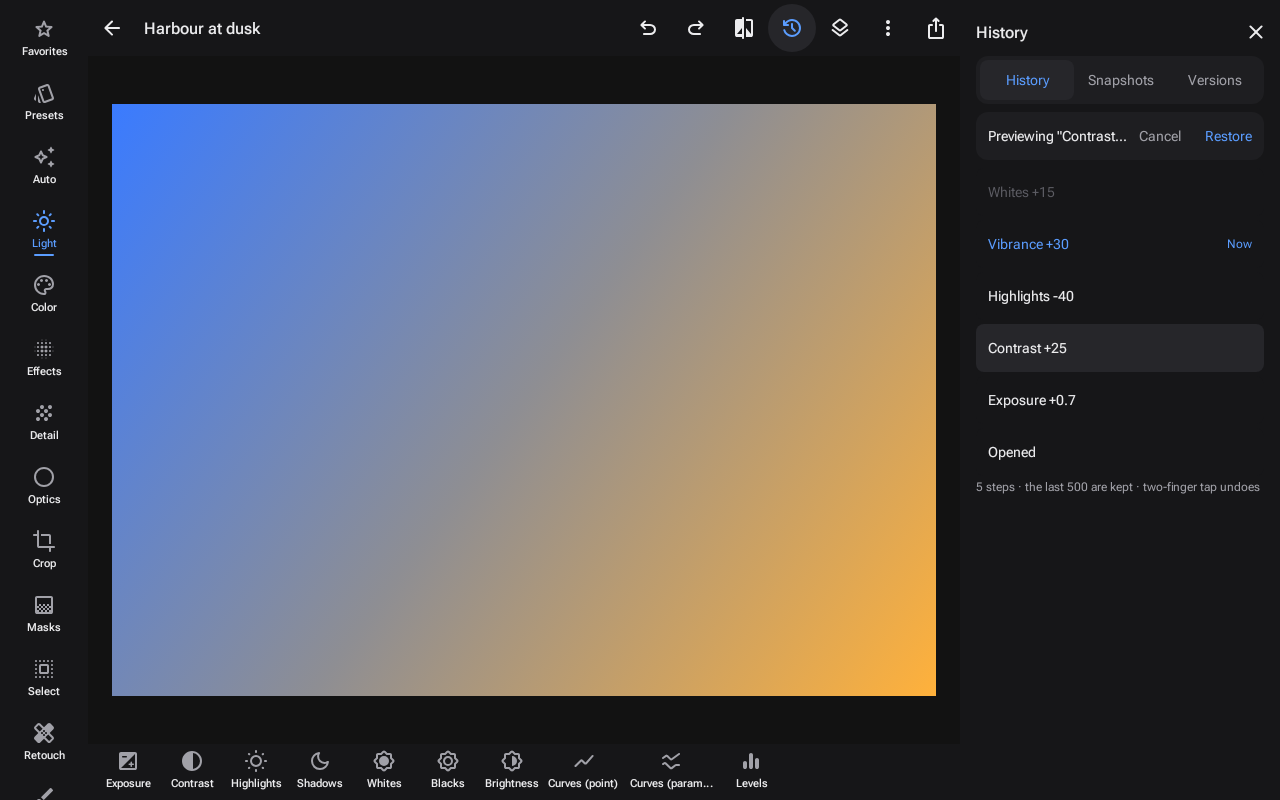 Harbour at dusk
Favorites
Presets
Auto
Light
Color
Effects
Detail
Optics
Crop
Masks
Select
Retouch
Exposure
Contrast
Highlights
Shadows
Whites
Blacks
Brightness
Curves (point)
Curves (param...
Levels
History
History Snapshots Versions
Previewing "Contrast... Cancel Restore
Whites +15
Vibrance +30 Now
Highlights -40
Contrast +25
Exposure +0.7
Opened
5 steps · the last 500 are kept · two-finger tap undoes